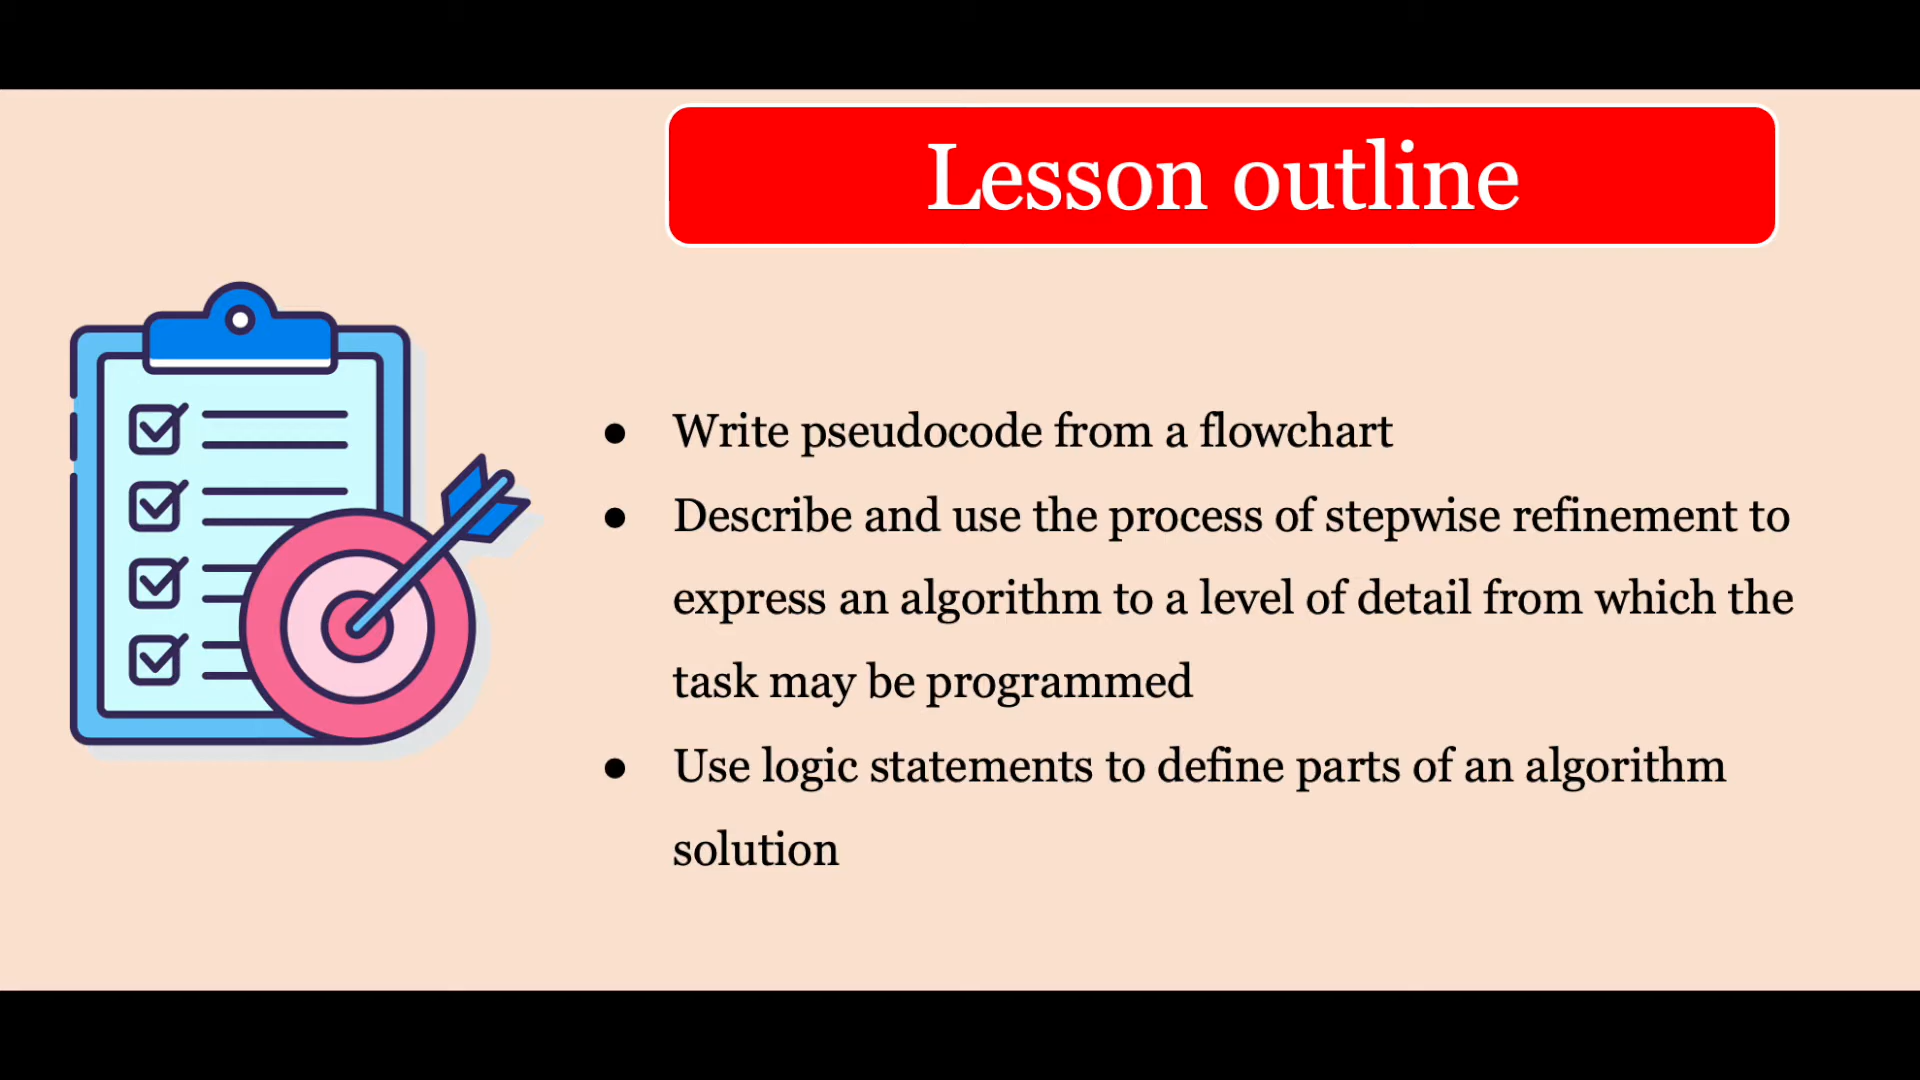 Lesson outline
● Write pseudocode from a flowchart
● Describe and use the process of stepwise refinement to
express an algorithm to a level of detail from which the
task may be programmed
● Use logic statements to define parts of an algorithm
solution